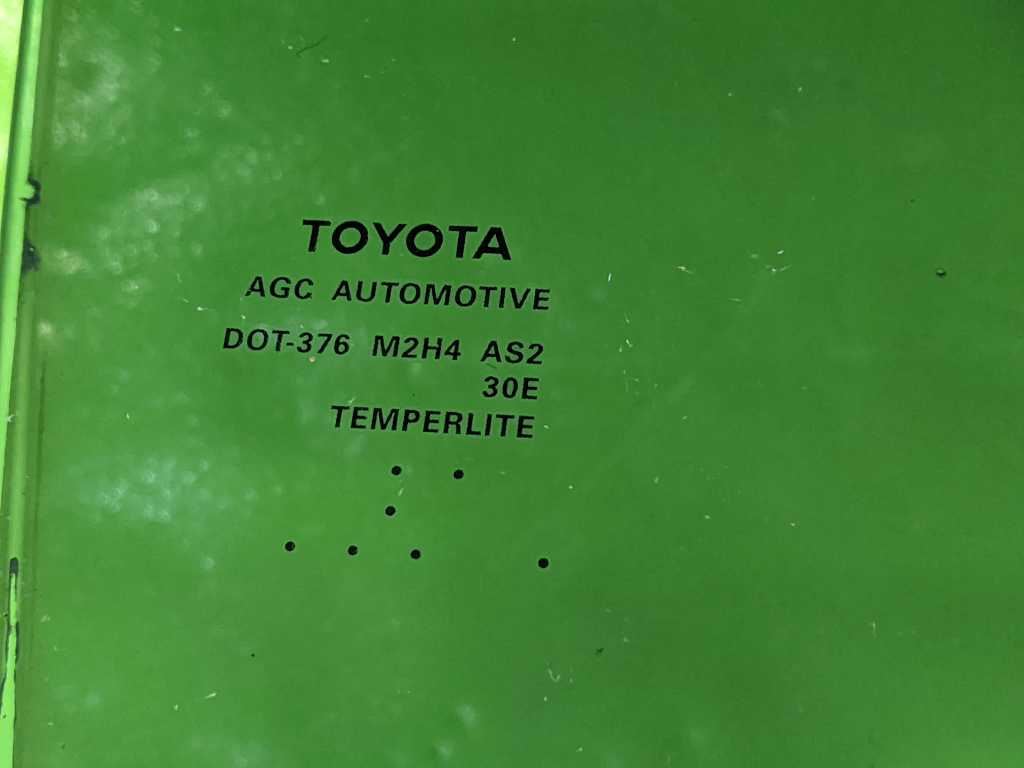 TOYOTA
AGC AUTOMOTIVE
DOT-376 M2H4 AS2
30E
TEMPERLITE